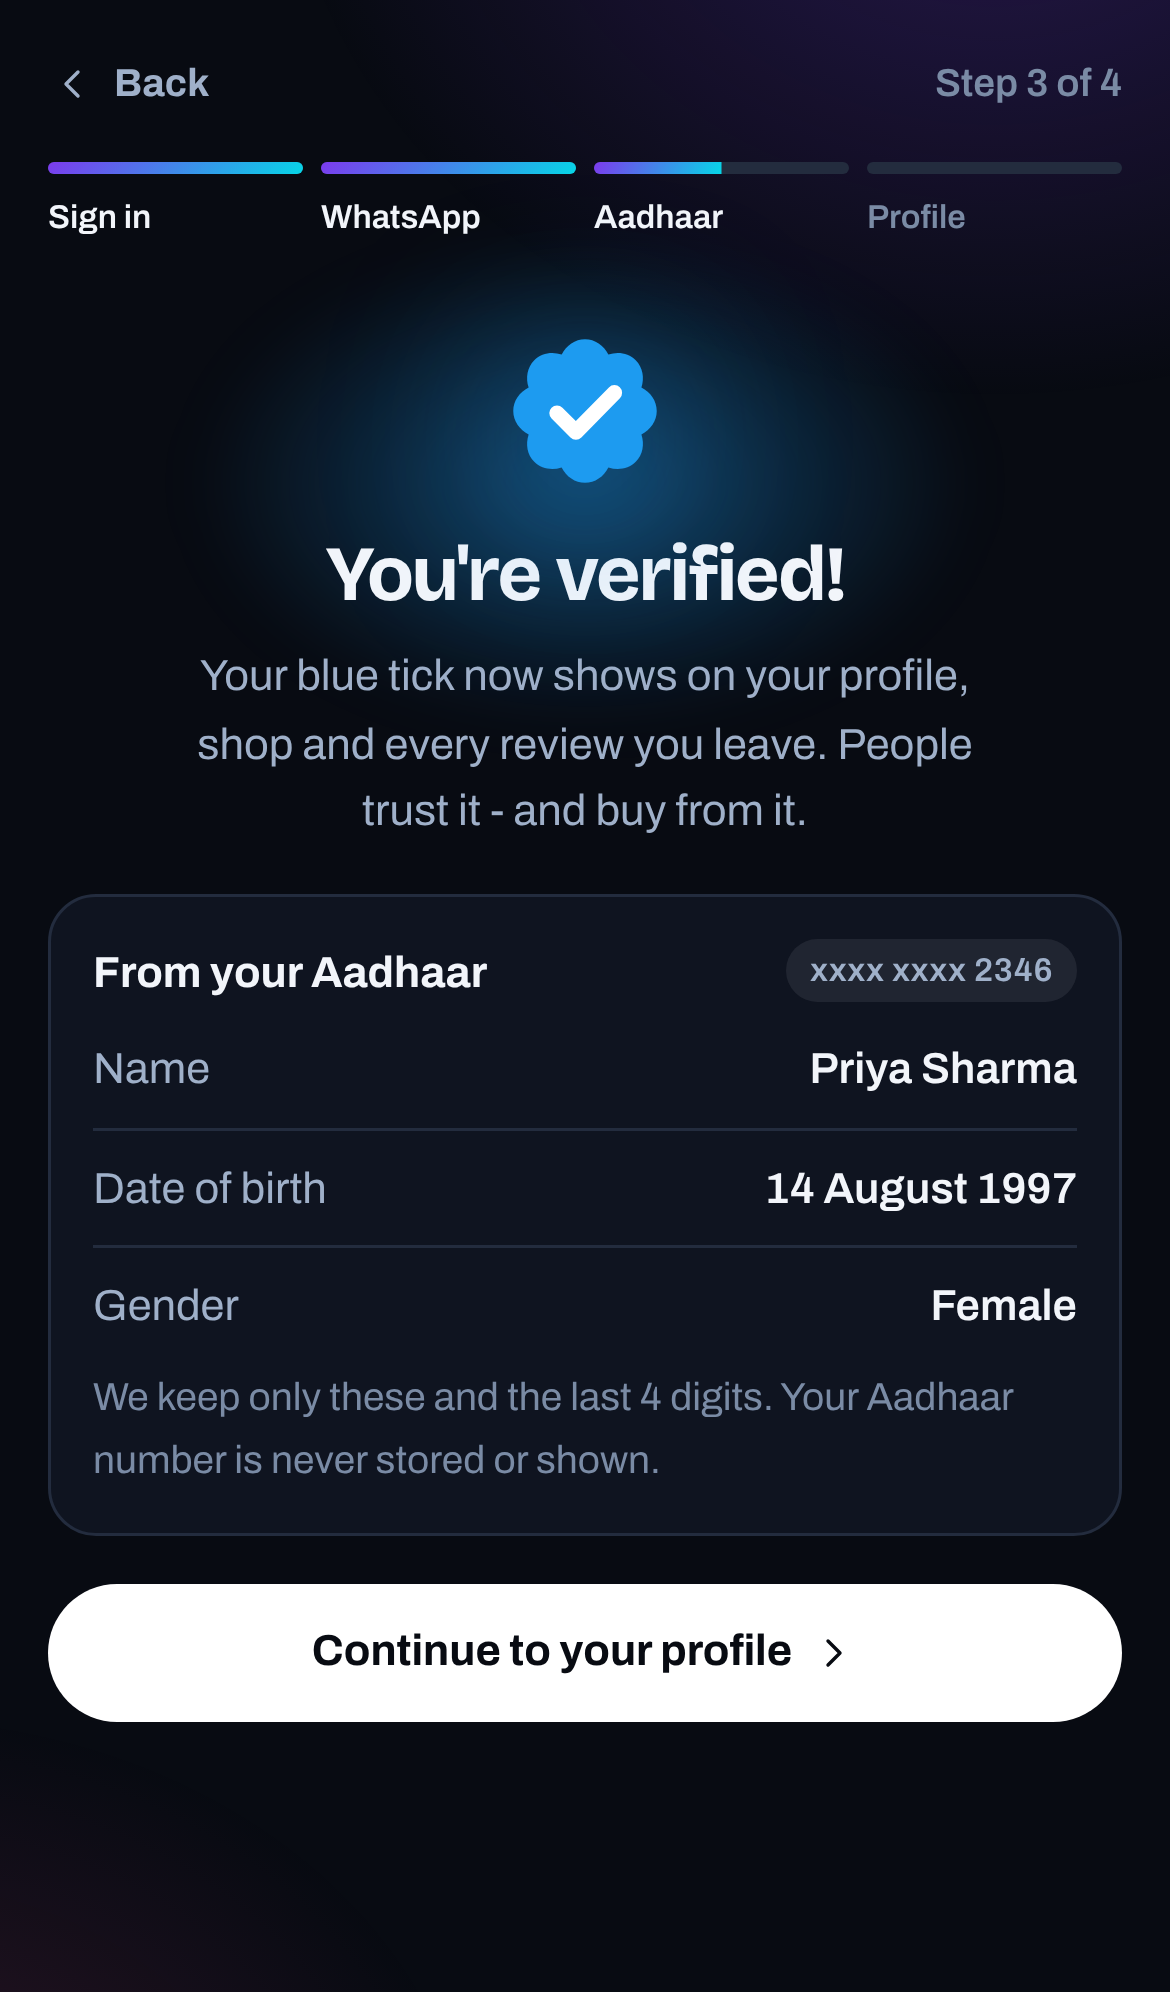 Back
Step 3 of 4
Sign in
WhatsApp
Aadhaar
Profile
You're verified!
Your blue tick now shows on your profile,
shop and every review you leave. People
trust it - and buy from it.
From your Aadhaar
xxxx xxxx 2346
Name
Priya Sharma
Date of birth
14 August 1997
Gender
Female
We keep only these and the last 4 digits. Your Aadhaar
number is never stored or shown.
Continue to your profile